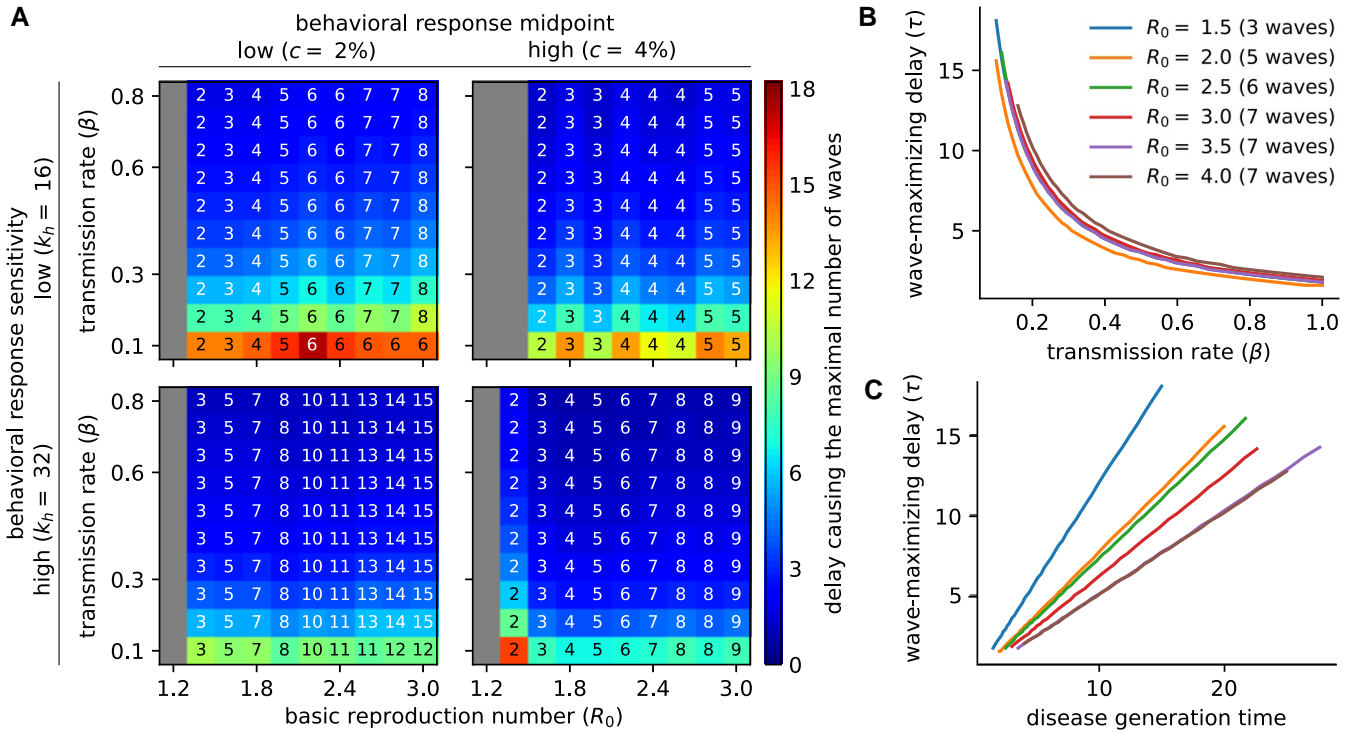 A
behavioral response midpoint
low (c = 2%)
high (c = 4%)
behavioral response sensitivity
low (kₕ = 16)
high (kₕ = 32)
transmission rate (β)
0.8
0.6
0.3
0.1
2 3 4 5 6 6 7 7 8
2 3 4 5 6 6 7 7 8
2 3 4 5 6 6 7 7 8
2 3 4 5 6 6 7 7 8
2 3 4 5 6 6 7 7 8
2 3 4 5 6 6 7 7 8
2 3 4 5 6 6 7 7 8
2 3 4 5 6 6 7 7 8
2 3 4 5 6 6 7 7 8
2 3 4 5 6 6 6 6 6
2 3 3 4 4 4 5 5
2 3 3 4 4 4 5 5
2 3 3 4 4 4 5 5
2 3 3 4 4 4 5 5
2 3 3 4 4 4 5 5
2 3 3 4 4 4 5 5
2 3 3 4 4 4 5 5
2 3 3 4 4 4 5 5
2 3 3 4 4 4 5 5
2 3 3 4 4 4 5 5
transmission rate (β)
0.8
0.6
0.3
0.1
3 5 7 8 10 11 13 14 15
3 5 7 8 10 11 13 14 15
3 5 7 8 10 11 13 14 15
3 5 7 8 10 11 13 14 15
3 5 7 8 10 11 13 14 15
3 5 7 8 10 11 13 14 15
3 5 7 8 10 11 13 14 15
3 5 7 8 10 11 13 14 15
3 5 7 8 10 11 13 14 15
3 5 7 8 10 11 11 12 12
2 3 4 5 6 7 8 8 9
2 3 4 5 6 7 8 8 9
2 3 4 5 6 7 8 8 9
2 3 4 5 6 7 8 8 9
2 3 4 5 6 7 8 8 9
2 3 4 5 6 7 8 8 9
2 3 4 5 6 7 8 8 9
2 3 4 5 6 7 8 8 9
2 3 4 5 6 7 8 8 9
2 3 4 5 6 7 8 8 9
1.2 1.8 2.4 3.0
1.2 1.8 2.4 3.0
basic reproduction number (R₀)
18
15
12
9
6
3
0
delay causing the maximal number of waves
B
wave-maximizing delay (τ)
15
10
5
R₀ = 1.5 (3 waves)
R₀ = 2.0 (5 waves)
R₀ = 2.5 (6 waves)
R₀ = 3.0 (7 waves)
R₀ = 3.5 (7 waves)
R₀ = 4.0 (7 waves)
0.2 0.4 0.6 0.8 1.0
transmission rate (β)
C
wave-maximizing delay (τ)
15
10
5
10 20
disease generation time